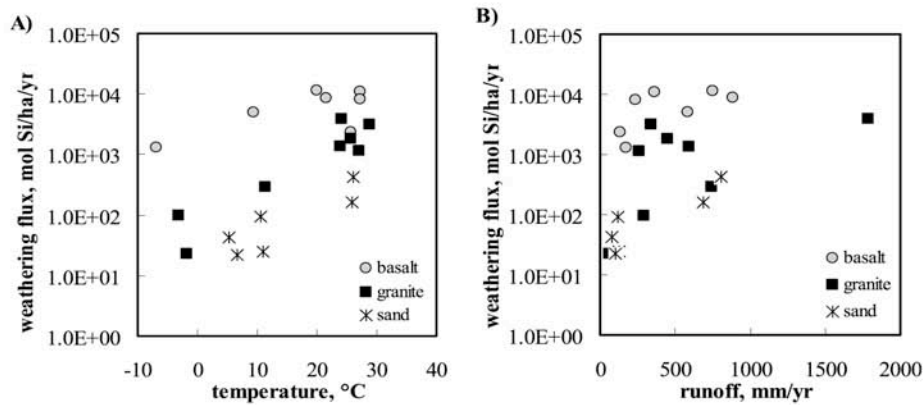 A)
weathering flux, mol Si/ha/yr
1.0E+05
1.0E+04
1.0E+03
1.0E+02
1.0E+01
1.0E+00
basalt
granite
sand
-10 0 10 20 30 40
temperature, °C
B)
weathering flux, mol Si/ha/yr
1.0E+05
1.0E+04
1.0E+03
1.0E+02
1.0E+01
1.0E+00
basalt
granite
sand
0 500 1000 1500 2000
runoff, mm/yr